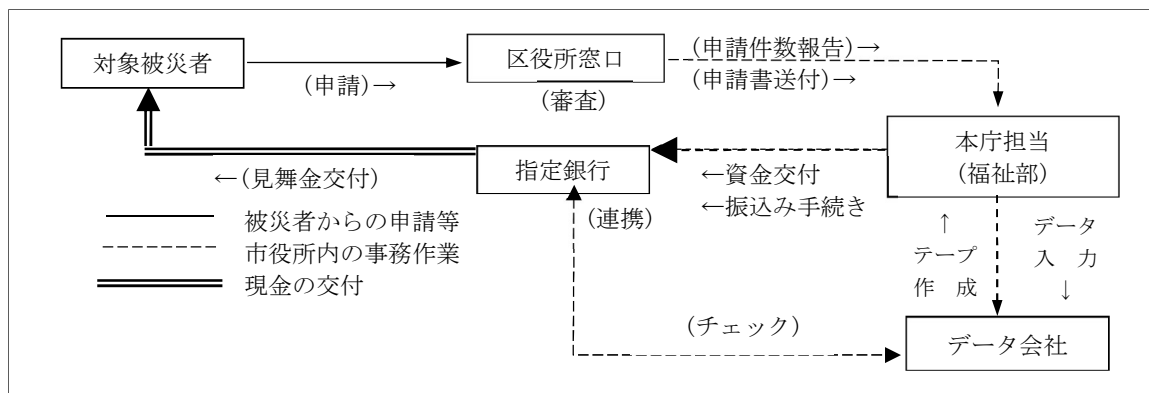 対象被災者
(申請)→
区役所窓口
(審査)
(申請件数報告)→
(申請書送付)→
本庁担当
(福祉部)
指定銀行
←(見舞金交付)
←資金交付
←振込み手続き
(連携)
被災者からの申請等
市役所内の事務作業
現金の交付
↑
テープ
作 成
データ
入 力
↓
(チェック)
データ会社